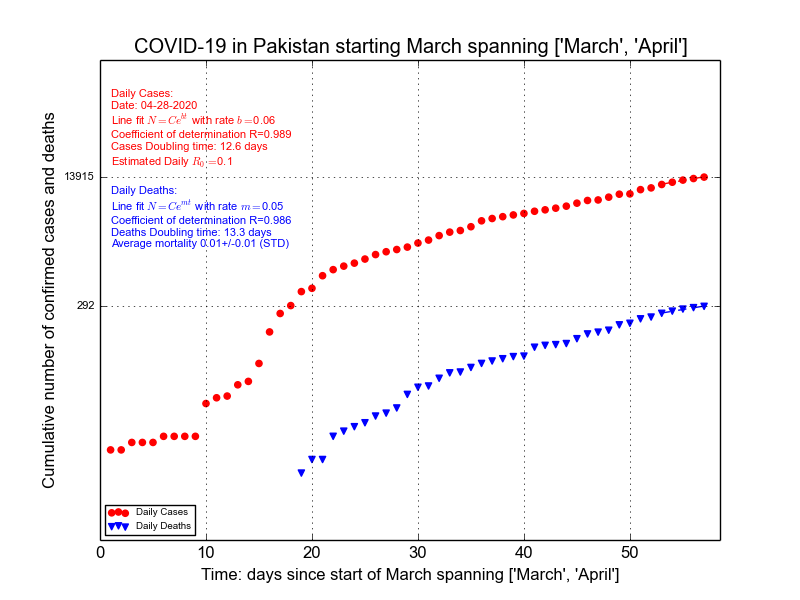 COVID-19 in Pakistan starting March spanning ['March', 'April']
Daily Cases:
Date: 04-28-2020
Line fit N = Ce^{bt} with rate b = 0.06
Coefficient of determination R=0.989
Cases Doubling time: 12.6 days
Estimated Daily R_0 = 0.1
Daily Deaths:
Line fit N = Ce^{mt} with rate m = 0.05
Coefficient of determination R=0.986
Deaths Doubling time: 13.3 days
Average mortality 0.01+/-0.01 (STD)
13915
292
Cumulative number of confirmed cases and deaths
Daily Cases
Daily Deaths
0 10 20 30 40 50
Time: days since start of March spanning ['March', 'April']